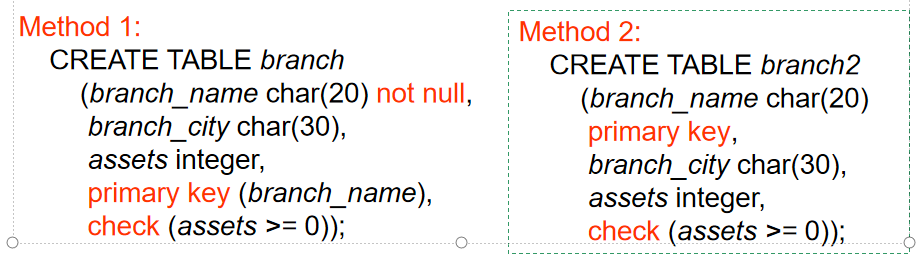 Method 1:
CREATE TABLE branch
(branch_name char(20) not null,
branch_city char(30),
assets integer,
primary key (branch_name),
check (assets >= 0));
Method 2:
CREATE TABLE branch2
(branch_name char(20)
primary key,
branch_city char(30),
assets integer,
check (assets >= 0));